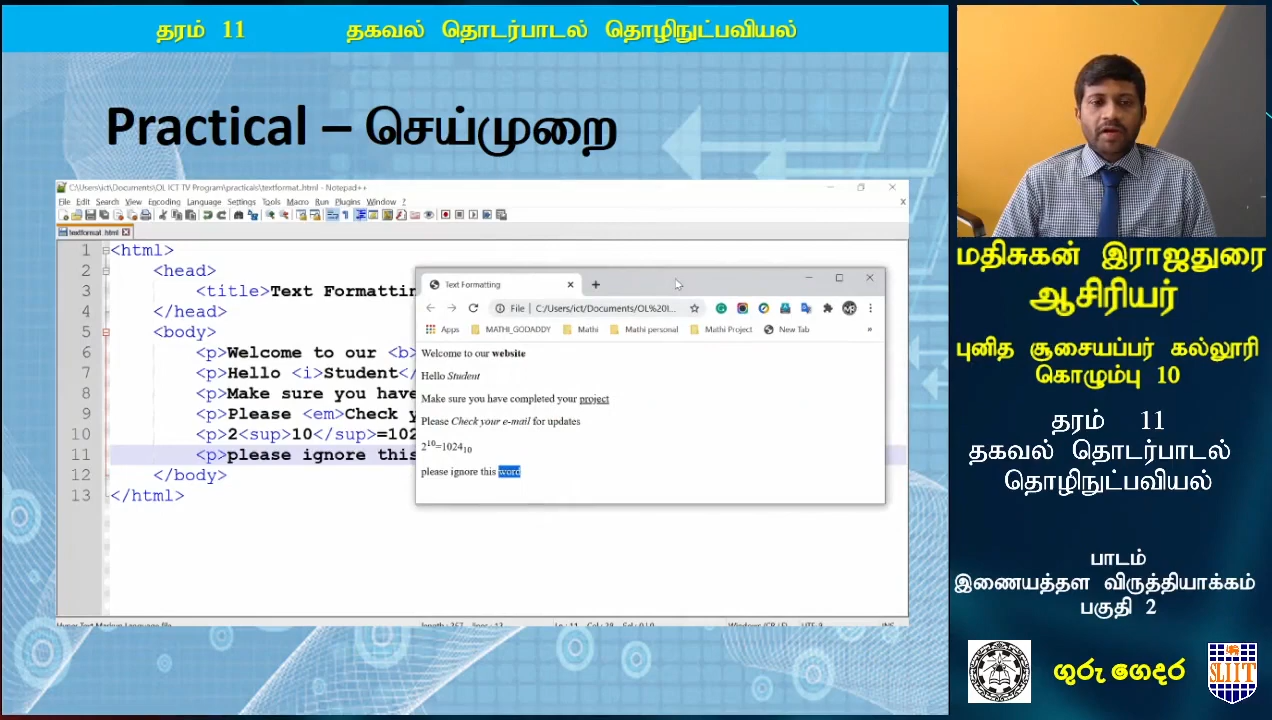 தரம் 11 தகவல் தொடர்பாடல் தொழிநுட்பவியல்
Practical – செய்முறை
C:\Users\ict\Documents\OL ICT TV Program\practicals\textformat.html - Notepad++
File Edit Search View Encoding Language Settings Tools Macro Run Plugins Window ?
textformat.html
1 <html>
2 <head>
3 <title>Text Formattin
4 </head>
5 <body>
6 <p>Welcome to our <b>
7 <p>Hello <i>Student</
8 <p>Make sure you have
9 <p>Please <em>Check y
10 <p>2<sup>10</sup>=102
11 <p>please ignore this
12 </body>
13 </html>
Text Formatting
File C:/Users/ict/Documents/OL%20I...
Apps MATHI_GODADDY Mathi Mathi personal Mathi Project New Tab »
Welcome to our website
Hello Student
Make sure you have completed your project
Please Check your e-mail for updates
2¹⁰=1024₁₀
please ignore this word
மதிசுகன் இராஜதுரை
ஆசிரியர்
புனித சூசையப்பர் கல்லூரி
கொழும்பு 10
தரம் 11
தகவல் தொடர்பாடல்
தொழிநுட்பவியல்
பாடம்
இணையத்தள விருத்தியாக்கம்
பகுதி 2
ගුරු ගෙදර
SLIIT